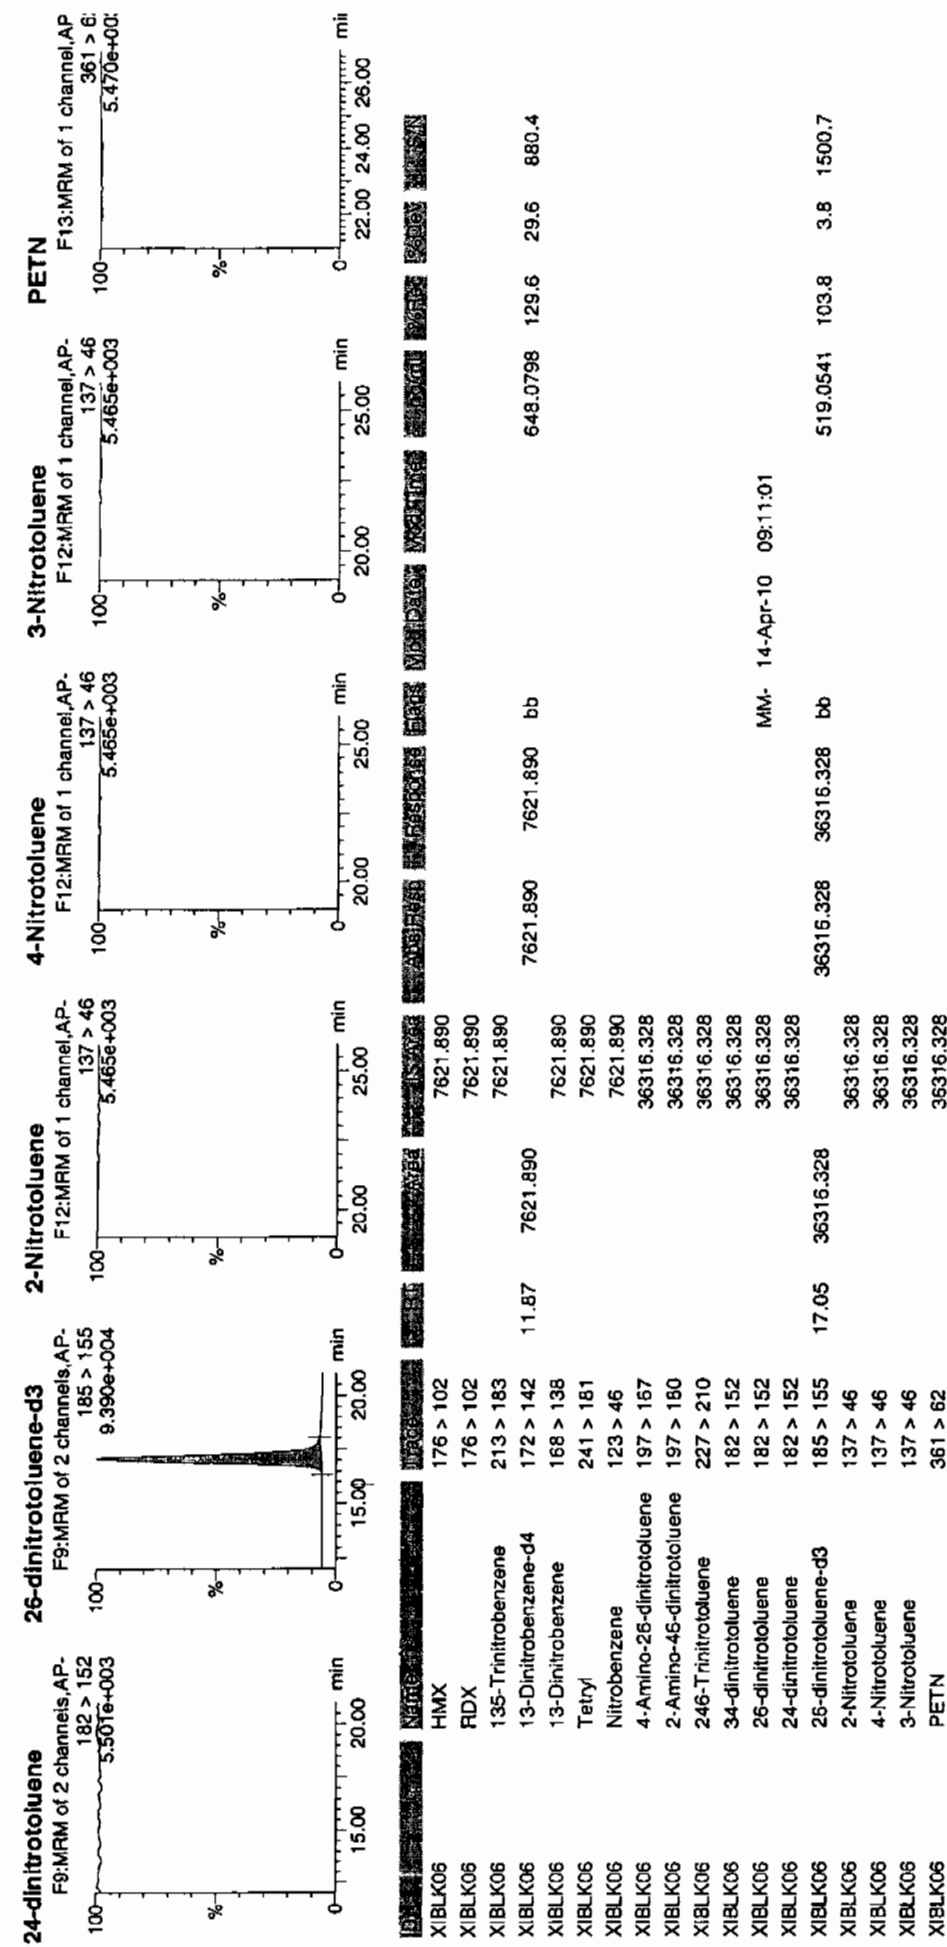 24-dinitrotoluene
F9:MRM of 2 channels,AP-
182 > 152
5.501e+003
100
%
0
15.00 20.00 min
26-dinitrotoluene-d3
F9:MRM of 2 channels,AP-
185 > 155
9.390e+004
100
%
0
15.00 20.00 min
2-Nitrotoluene
F12:MRM of 1 channel,AP-
137 > 46
5.465e+003
100
%
0
20.00 25.00 min
4-Nitrotoluene
F12:MRM of 1 channel,AP-
137 > 46
5.465e+003
100
%
0
20.00 25.00 min
3-Nitrotoluene
F12:MRM of 1 channel,AP-
137 > 46
5.465e+003
100
%
0
20.00 25.00 min
PETN
F13:MRM of 1 channel,AP
361 > 6
5.470e+00
100
%
0
22.00 24.00 26.00
Name Trace Area Response Mod.Date
XIBLK06 HMX 176 > 102 7621.890
XIBLK06 RDX 176 > 102 7621.890
XIBLK06 135-Trinitrobenzene 213 > 183 7621.890
XIBLK06 13-Dinitrobenzene-d4 172 > 142 11.87 7621.890 7621.890 7621.890 bb 648.0798 129.6 29.6 880.4
XIBLK06 13-Dinitrobenzene 168 > 138 7621.890
XIBLK06 Tetryl 241 > 181 7621.890
XIBLK06 Nitrobenzene 123 > 46 7621.890
XIBLK06 4-Amino-26-dinitrotoluene 197 > 167 36316.328
XIBLK06 2-Amino-46-dinitrotoluene 197 > 180 36316.328
XIBLK06 246-Trinitrotoluene 227 > 210 36316.328
XIBLK06 34-dinitrotoluene 182 > 152 36316.328
XIBLK06 26-dinitrotoluene 182 > 152 36316.328 MM- 14-Apr-10 09:11:01
XIBLK06 24-dinitrotoluene 182 > 152 36316.328
XIBLK06 26-dinitrotoluene-d3 185 > 155 17.05 36316.328 36316.328 36316.328 bb 519.0541 103.8 3.8 1500.7
XIBLK06 2-Nitrotoluene 137 > 46 36316.328
XIBLK06 4-Nitrotoluene 137 > 46 36316.328
XIBLK06 3-Nitrotoluene 137 > 46 36316.328
XIBLK06 PETN 361 > 62 36316.328